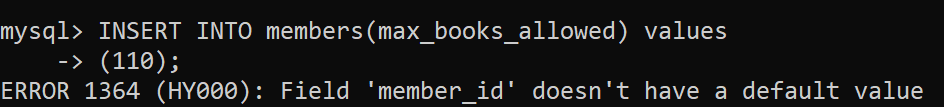 mysql> INSERT INTO members(max_books_allowed) values
    -> (110);
ERROR 1364 (HY000): Field 'member_id' doesn't have a default value